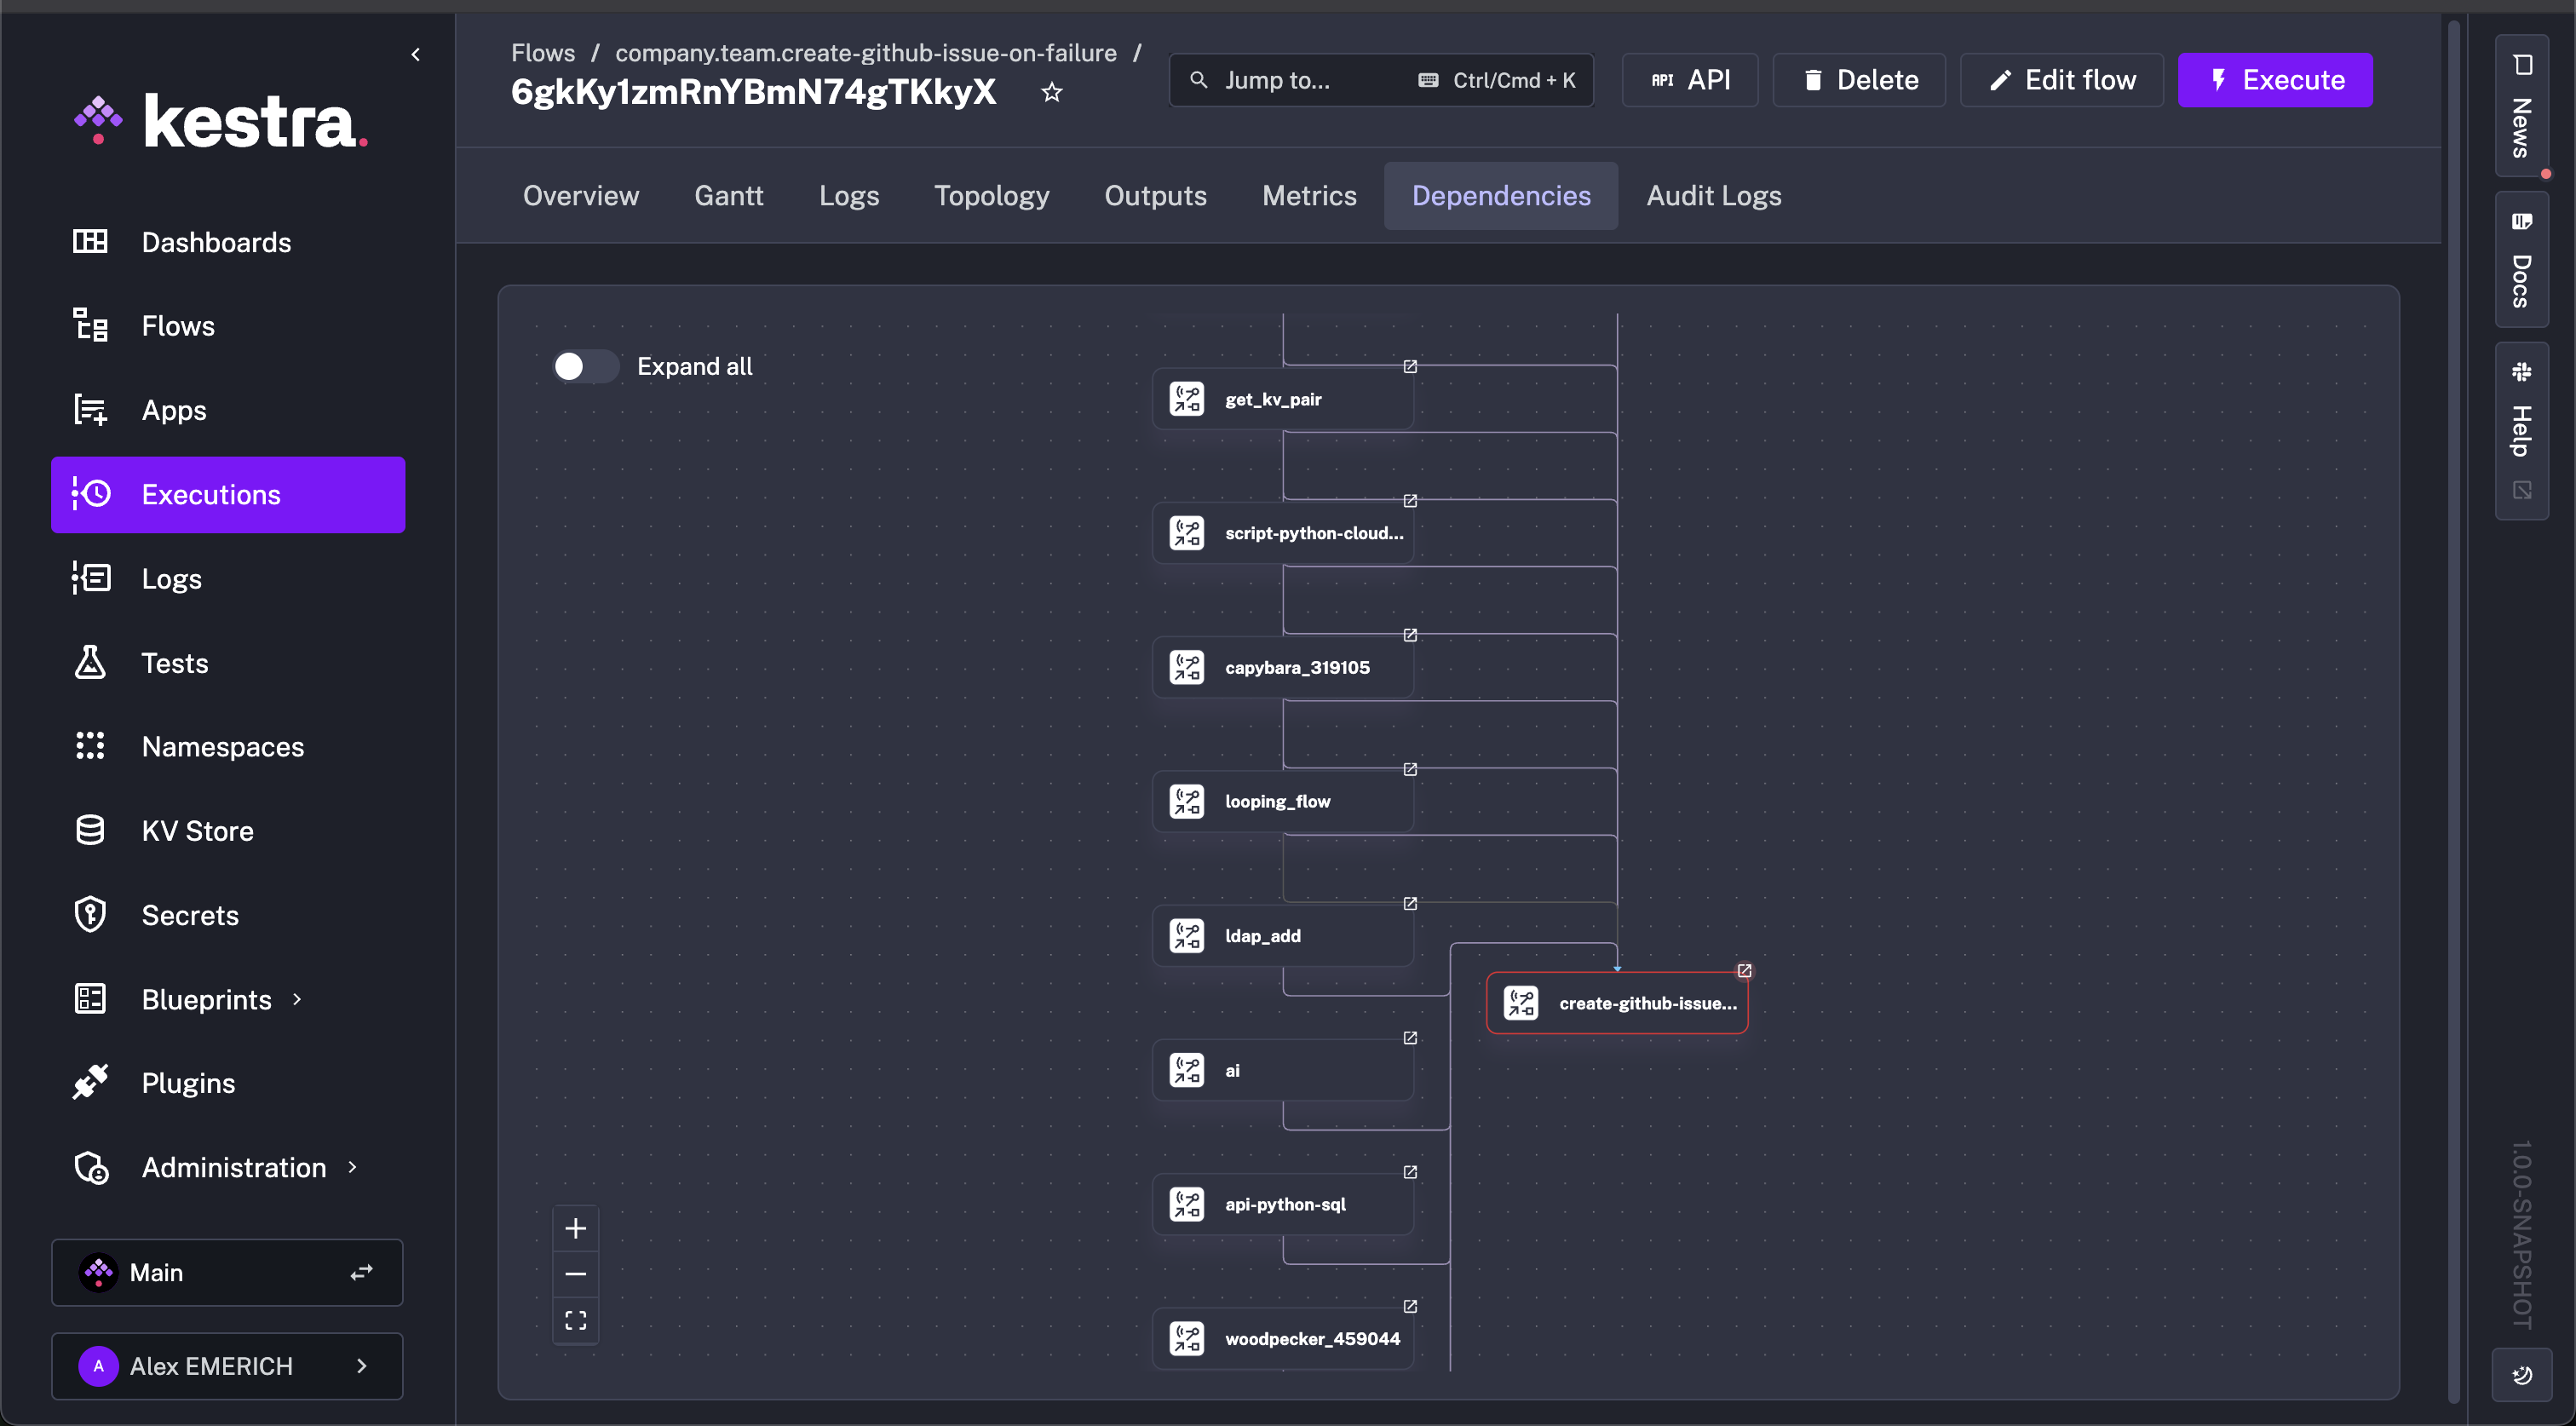 kestra.
Dashboards
Flows
Apps
Executions
Logs
Tests
Namespaces
KV Store
Secrets
Blueprints
Plugins
Administration
Main
A
Alex EMERICH
Flows / company.team.create-github-issue-on-failure /
6gkKy1zmRnYBmN74gTKkyX
Jump to... Ctrl/Cmd + K
API API
Delete
Edit flow
Execute
Overview Gantt Logs Topology Outputs Metrics Dependencies Audit Logs
Expand all
get_kv_pair
script-python-cloud...
capybara_319105
looping_flow
ldap_add
create-github-issue...
ai
api-python-sql
woodpecker_459044
News
Docs
Help
1.0.0-SNAPSHOT